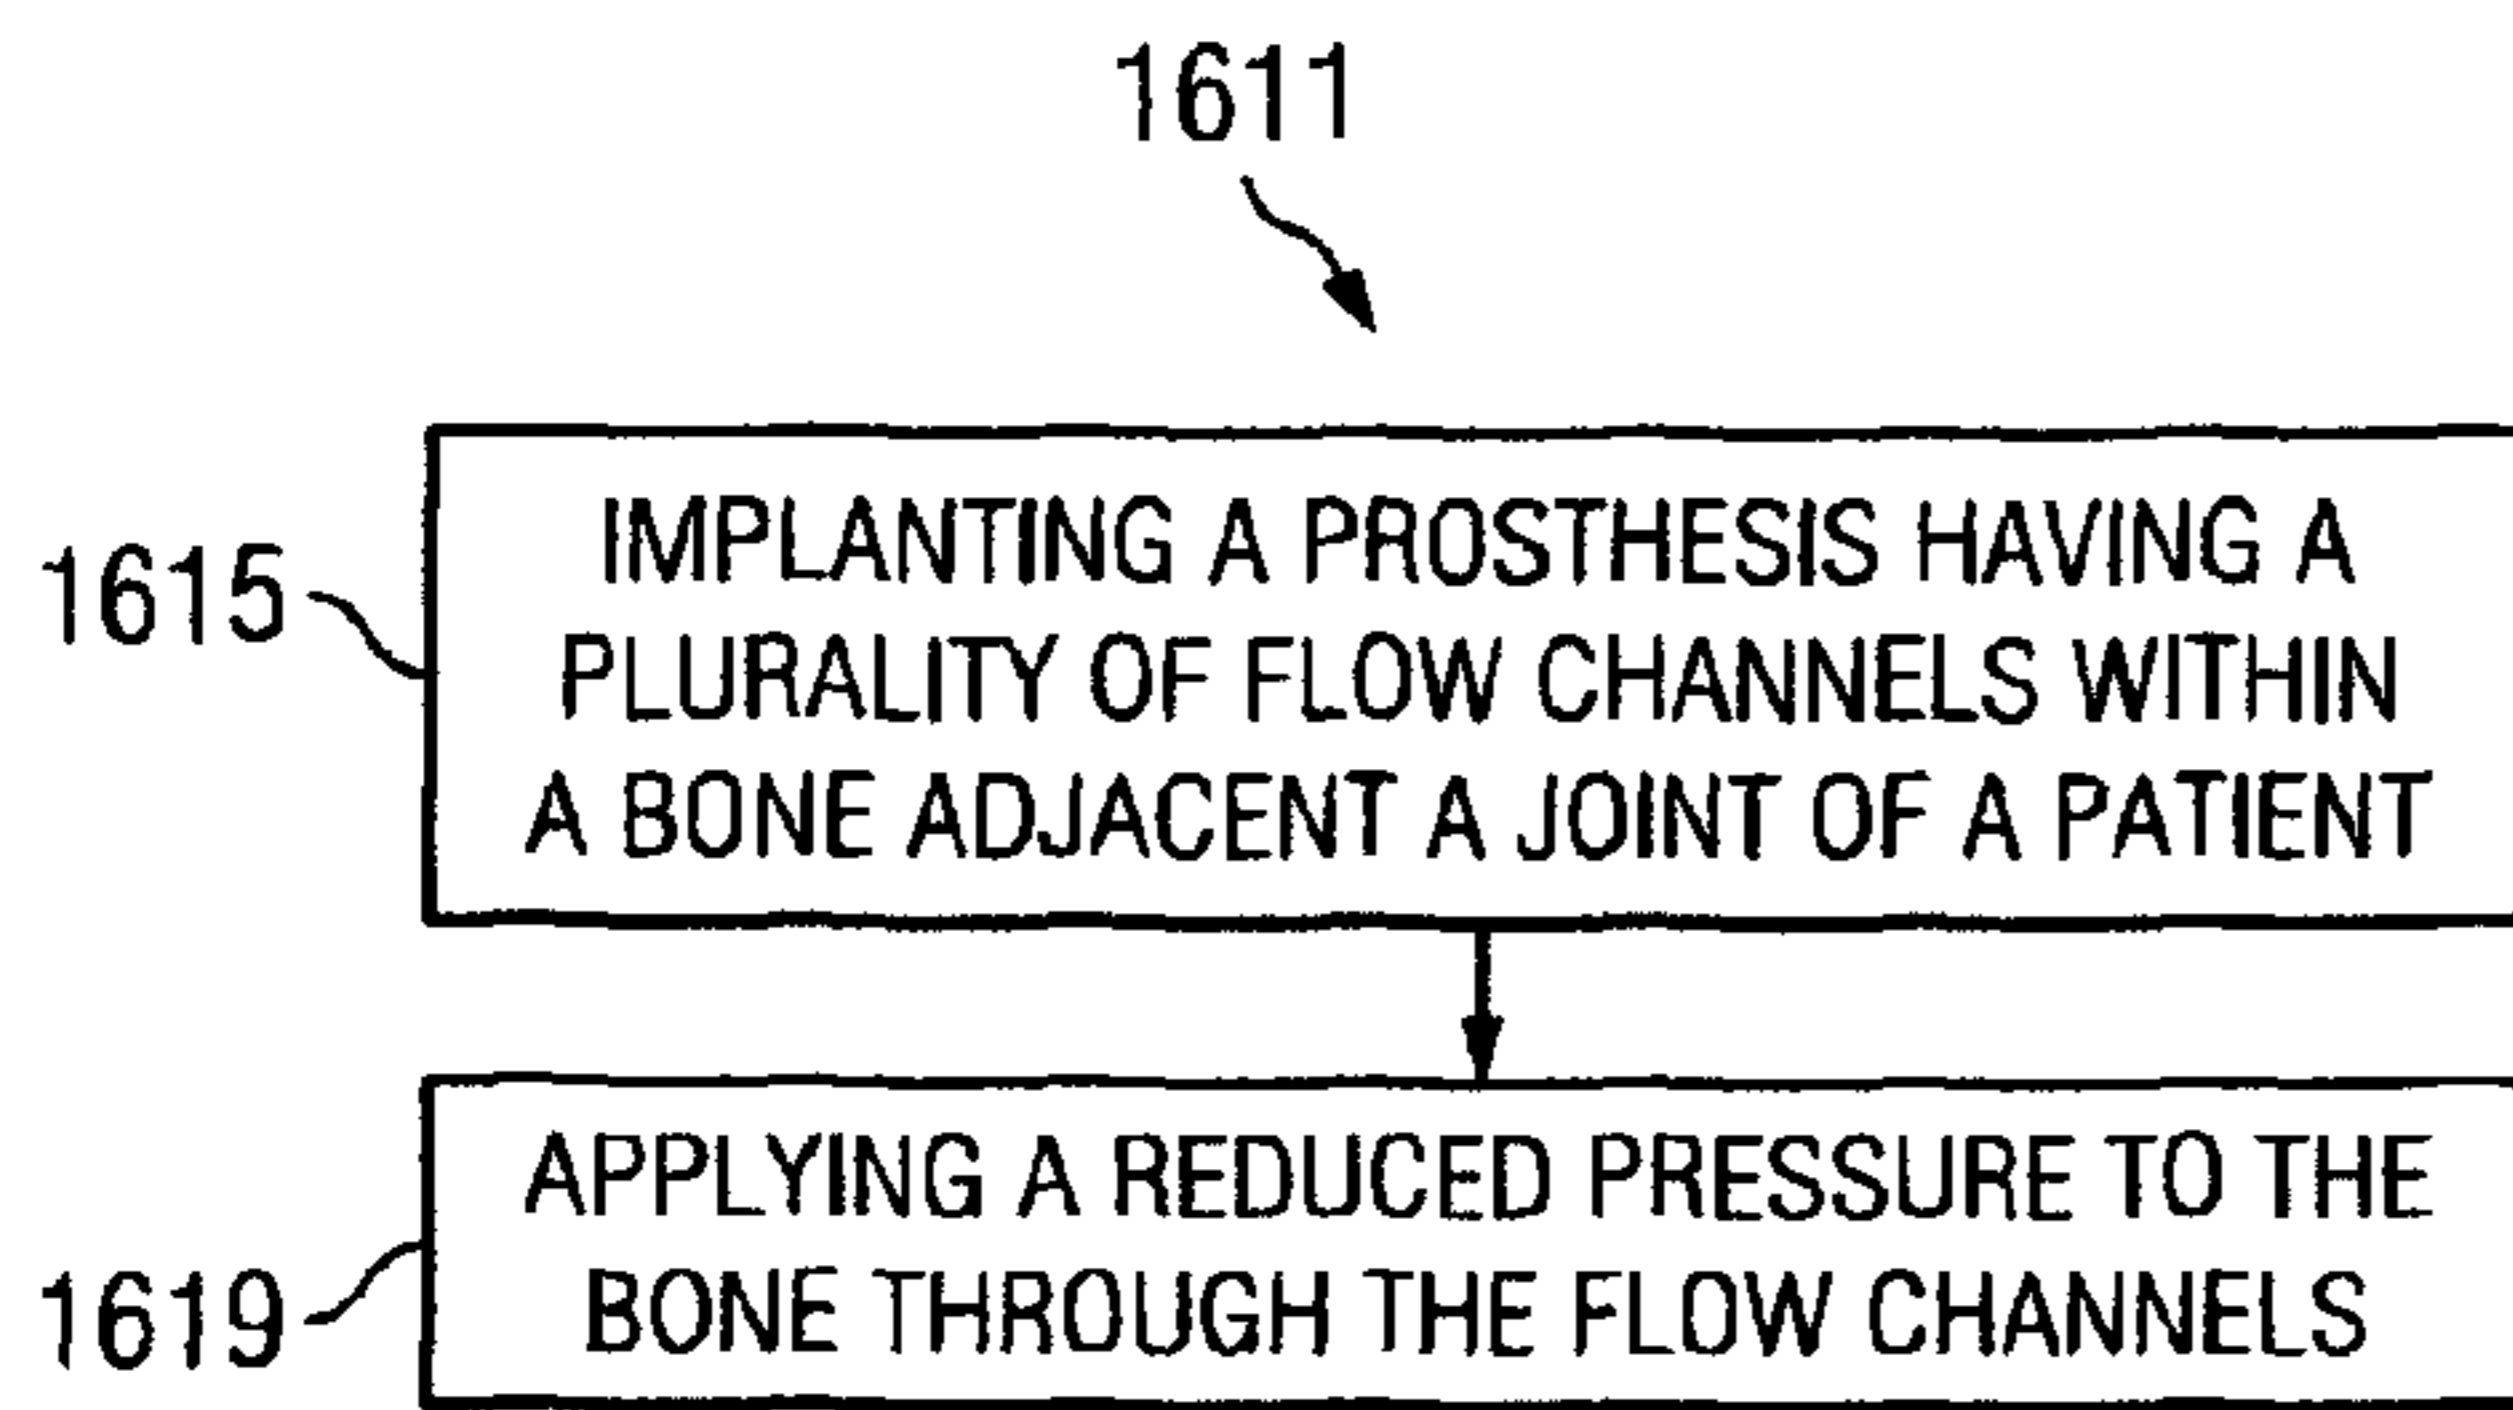 1611
1615
IMPLANTING A PROSTHESIS HAVING A
PLURALITY OF FLOW CHANNELS WITHIN
A BONE ADJACENT A JOINT OF A PATIENT
1619
APPLYING A REDUCED PRESSURE TO THE
BONE THROUGH THE FLOW CHANNELS